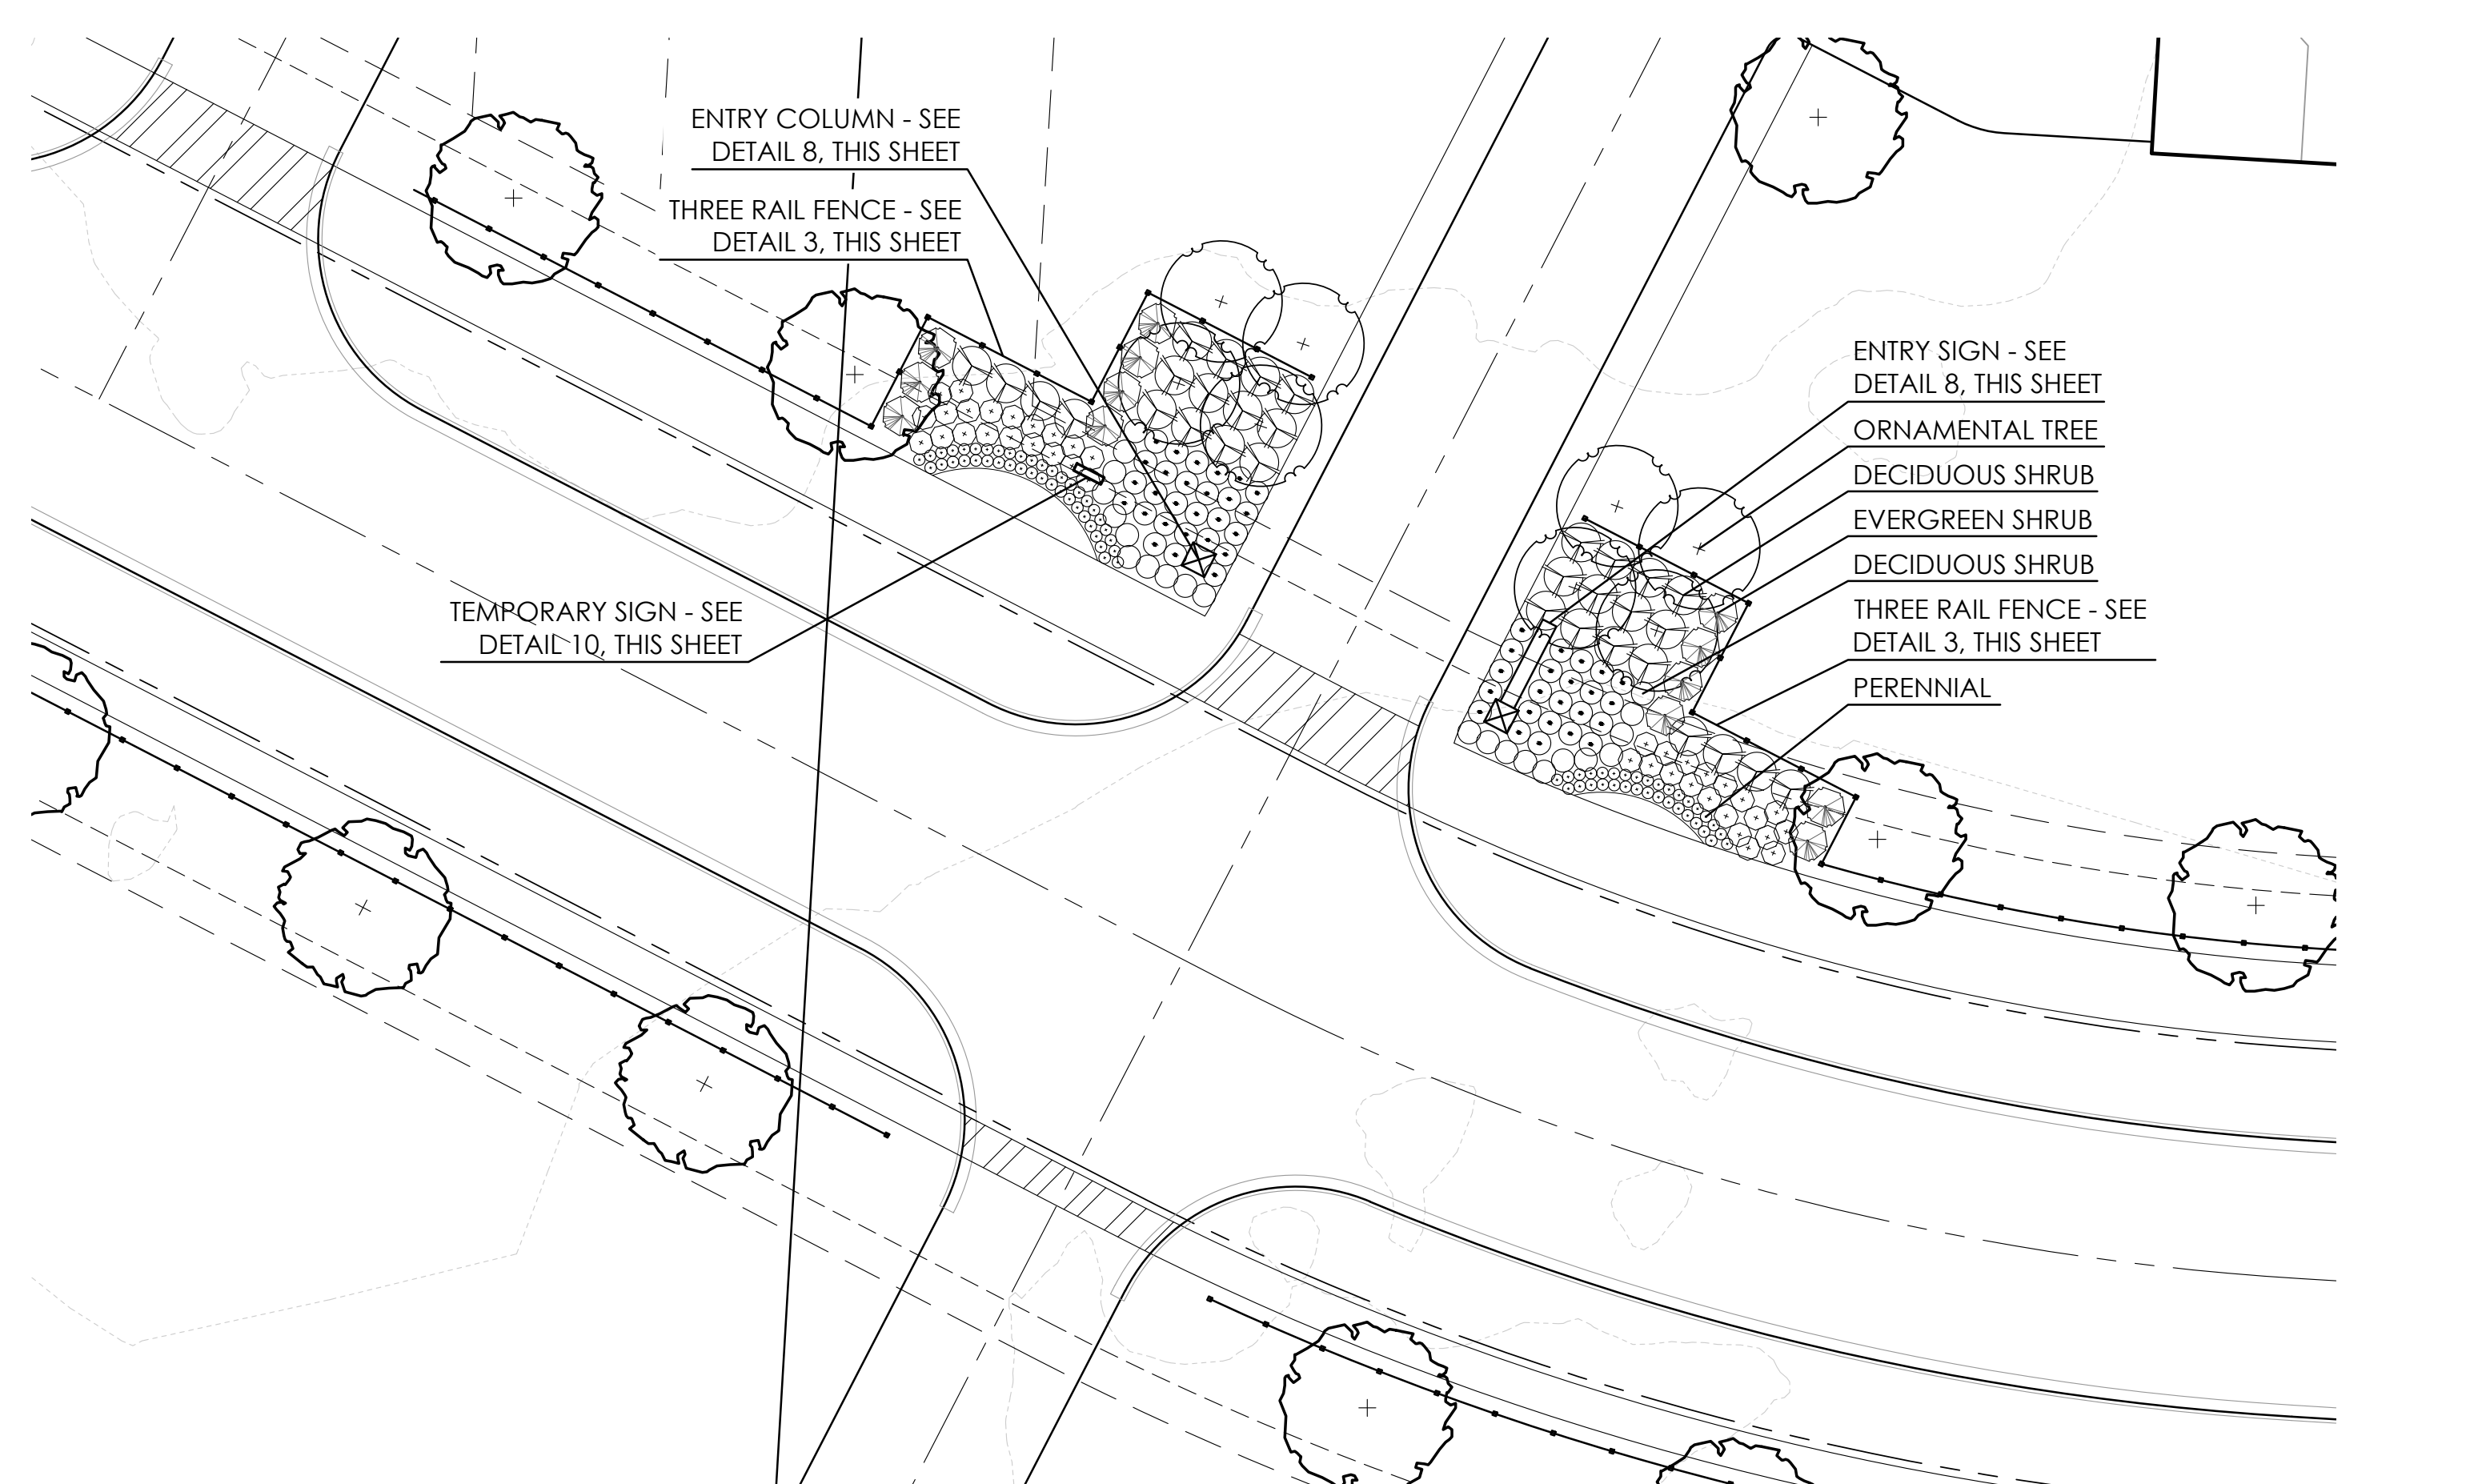 ENTRY COLUMN - SEE
DETAIL 8, THIS SHEET
THREE RAIL FENCE - SEE
DETAIL 3, THIS SHEET
TEMPORARY SIGN - SEE
DETAIL 10, THIS SHEET
ENTRY SIGN - SEE
DETAIL 8, THIS SHEET
ORNAMENTAL TREE
DECIDUOUS SHRUB
EVERGREEN SHRUB
DECIDUOUS SHRUB
THREE RAIL FENCE - SEE
DETAIL 3, THIS SHEET
PERENNIAL